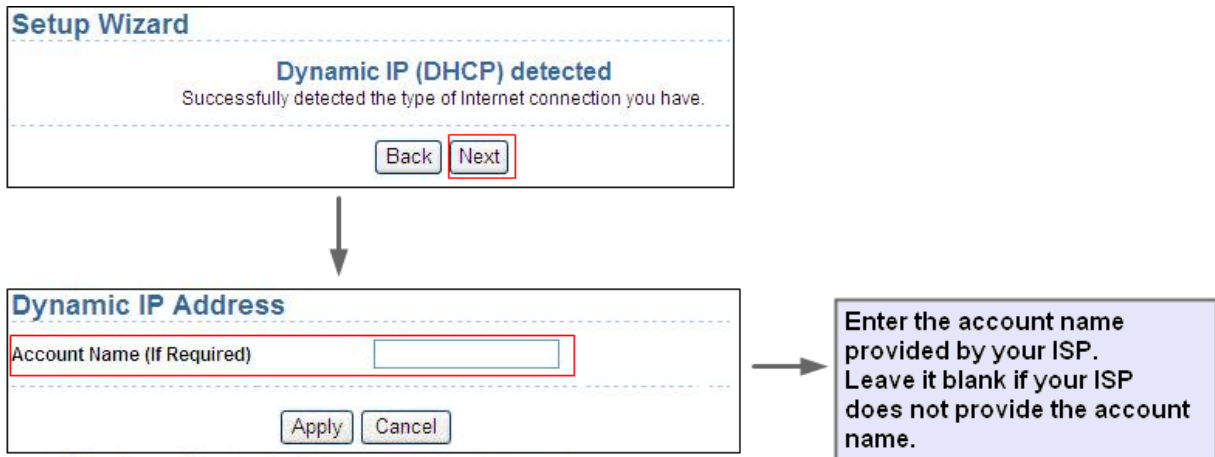 Setup Wizard
Dynamic IP (DHCP) detected
Successfully detected the type of Internet connection you have.
Back Next
Dynamic IP Address
Account Name (If Required)
Apply Cancel
Enter the account name
provided by your ISP.
Leave it blank if your ISP
does not provide the account
name.